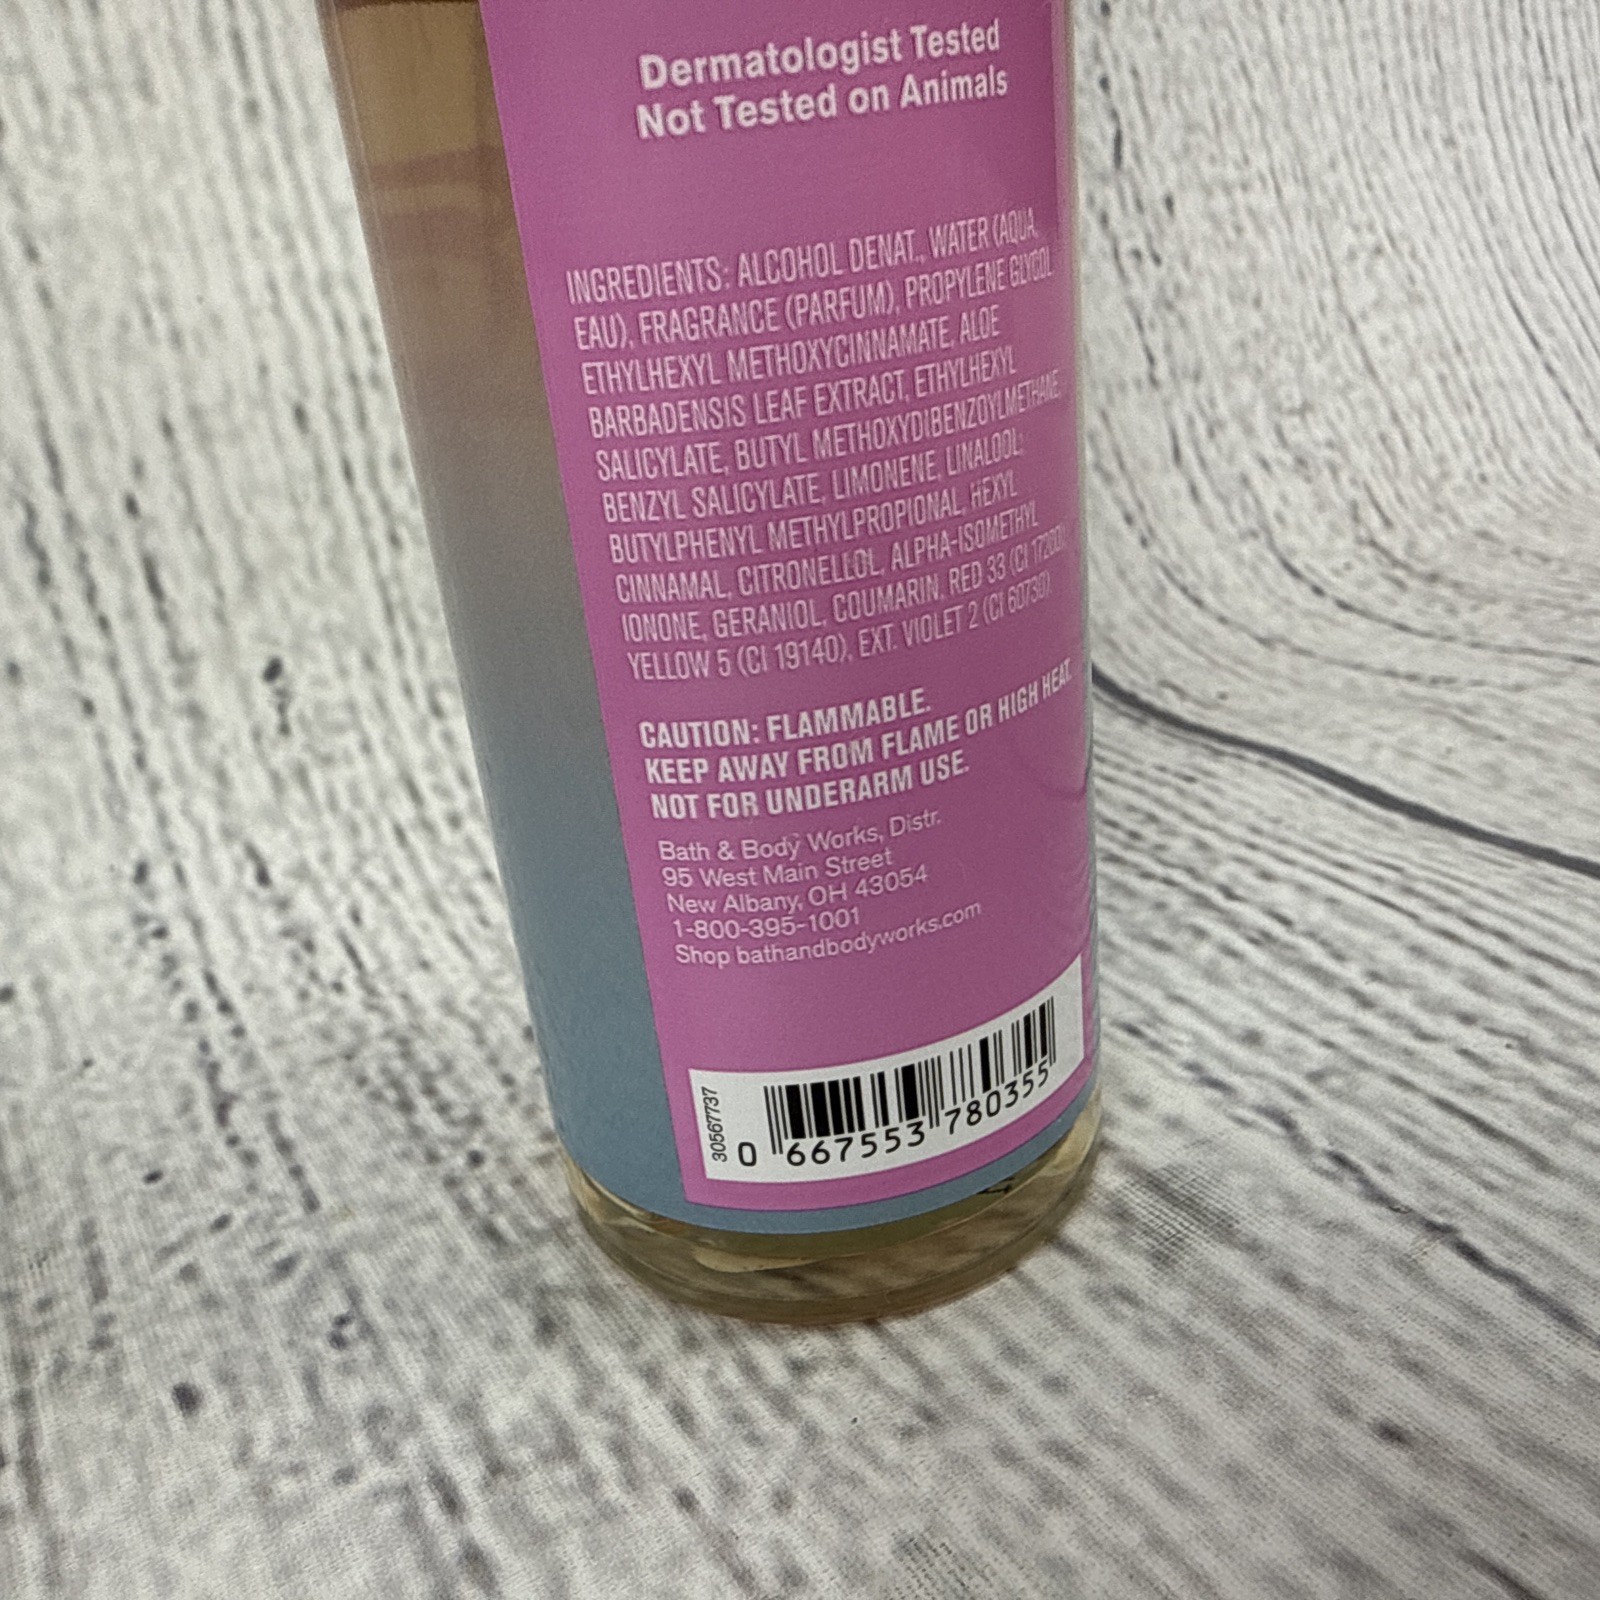 Dermatologist Tested
Not Tested on Animals
INGREDIENTS: ALCOHOL DENAT., WATER (AQUA,
EAU), FRAGRANCE (PARFUM), PROPYLENE GLYCOL
ETHYLHEXYL METHOXYCINNAMATE, ALOE
BARBADENSIS LEAF EXTRACT, ETHYLHEXYL
SALICYLATE, BUTYL METHOXYDIBENZOYLMETHANE,
BENZYL SALICYLATE, LIMONENE, LINALOOL,
BUTYLPHENYL METHYLPROPIONAL, HEXYL
CINNAMAL, CITRONELLOL, ALPHA-ISOMETHYL
IONONE, GERANIOL, COUMARIN, RED 33 (CI 17200),
YELLOW 5 (CI 19140), EXT. VIOLET 2 (CI 60730).
CAUTION: FLAMMABLE.
KEEP AWAY FROM FLAME OR HIGH HEAT.
NOT FOR UNDERARM USE.
Bath & Body Works, Distr.
95 West Main Street
New Albany, OH 43054
1-800-395-1001
Shop bathandbodyworks.com
30567737
0 667553 780355